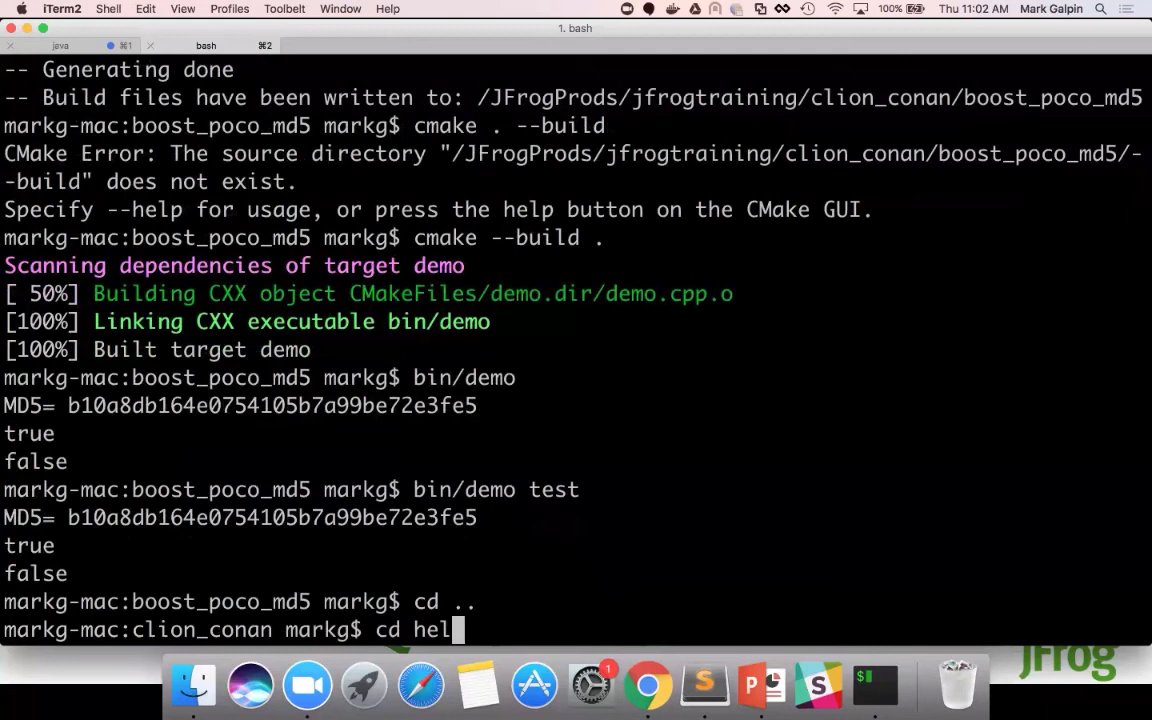 iTerm2 Shell Edit View Profiles Toolbelt Window Help 100% Thu 11:02 AM Mark Galpin
1. bash
java ⌘1 bash ⌘2
-- Generating done
-- Build files have been written to: /JFrogProds/jfrogtraining/clion_conan/boost_poco_md5
markg-mac:boost_poco_md5 markg$ cmake . --build
CMake Error: The source directory "/JFrogProds/jfrogtraining/clion_conan/boost_poco_md5/-
-build" does not exist.
Specify --help for usage, or press the help button on the CMake GUI.
markg-mac:boost_poco_md5 markg$ cmake --build .
Scanning dependencies of target demo
[ 50%] Building CXX object CMakeFiles/demo.dir/demo.cpp.o
[100%] Linking CXX executable bin/demo
[100%] Built target demo
markg-mac:boost_poco_md5 markg$ bin/demo
MD5= b10a8db164e0754105b7a99be72e3fe5
true
false
markg-mac:boost_poco_md5 markg$ bin/demo test
MD5= b10a8db164e0754105b7a99be72e3fe5
true
false
markg-mac:boost_poco_md5 markg$ cd ..
markg-mac:clion_conan markg$ cd hel
1
JFrog